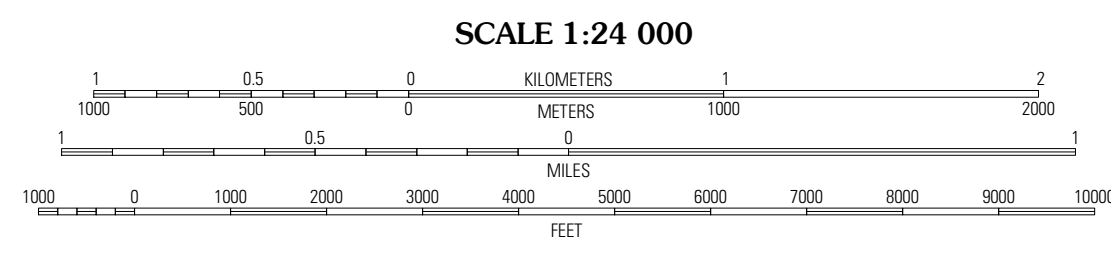 SCALE 1:24 000
1 0.5 0 KILOMETERS 1 2
1000 500 0 METERS 1000 2000
1 0.5 0 1
MILES
1000 0 1000 2000 3000 4000 5000 6000 7000 8000 9000 10000
FEET